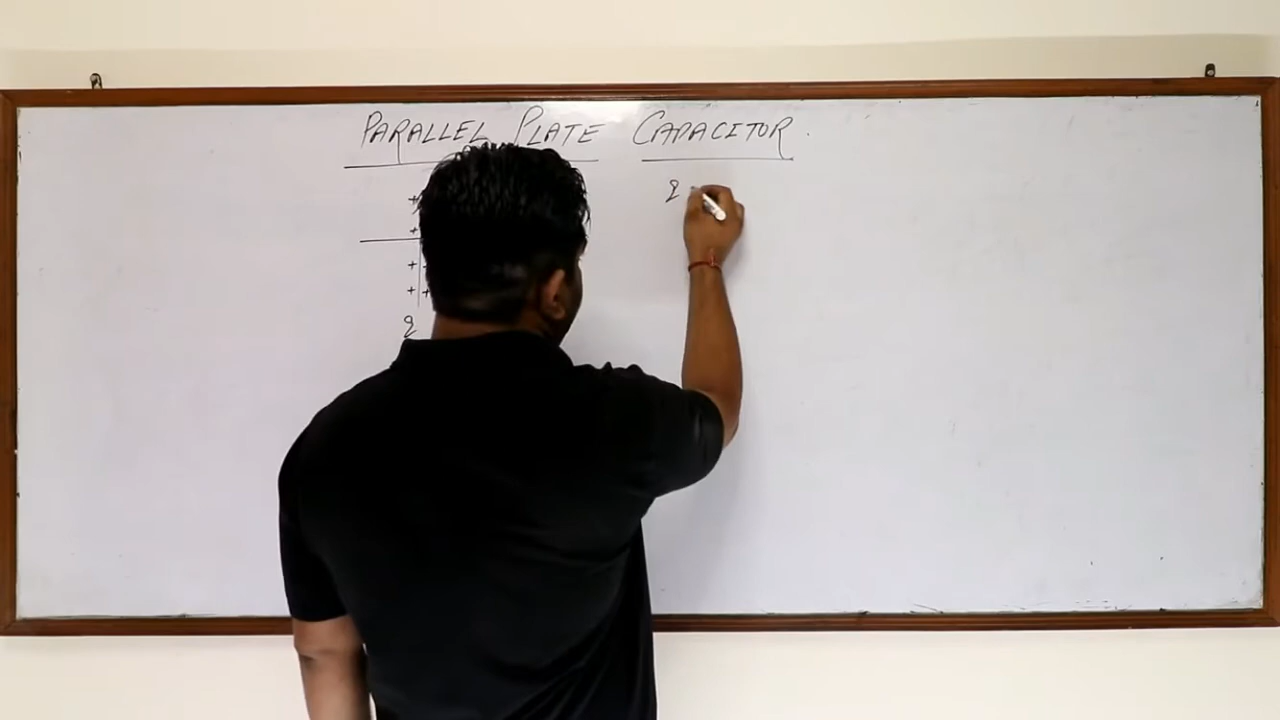 PARALLEL PLATE CAPACITOR.
q
+
+
+ +
+ +
q